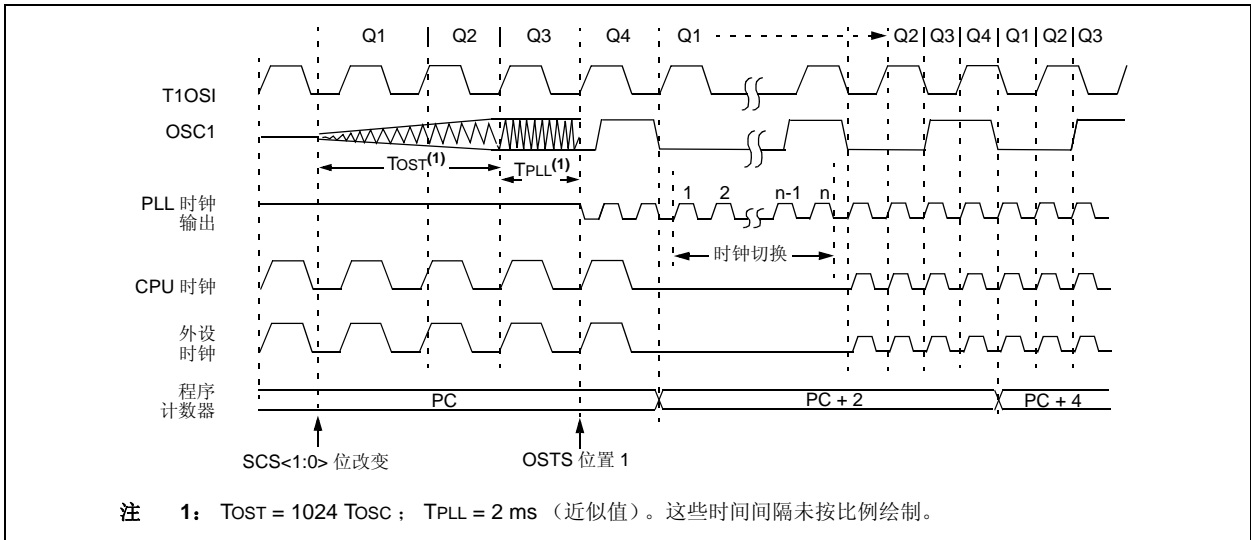 Q1 Q2 Q3 Q4 Q1 Q2 Q3 Q4 Q1 Q2 Q3
T1OSI
OSC1
TOST(1) TPLL(1)
PLL 时钟
输出
1 2 n-1 n
时钟切换
CPU 时钟
外设
时钟
程序
计数器
PC PC + 2 PC + 4
SCS<1:0> 位改变 OSTS 位置 1
注 1: TOST = 1024 TOSC ; TPLL = 2 ms （近似值）。这些时间间隔未按比例绘制。